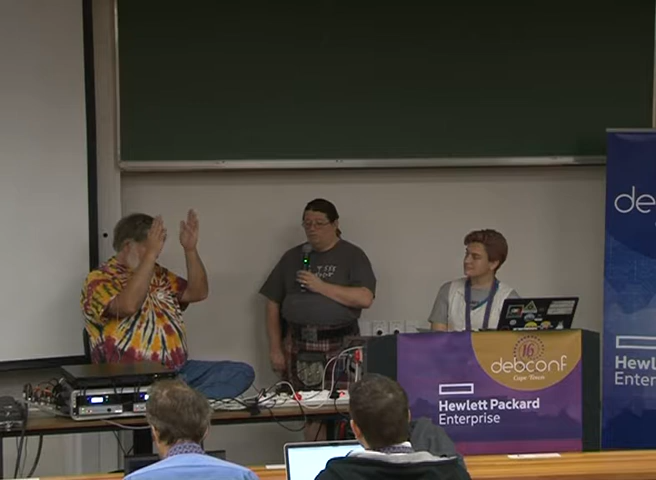 de
16
debconf
Cape Town
Hewlett Packard
Enterprise
Hewl
Enter